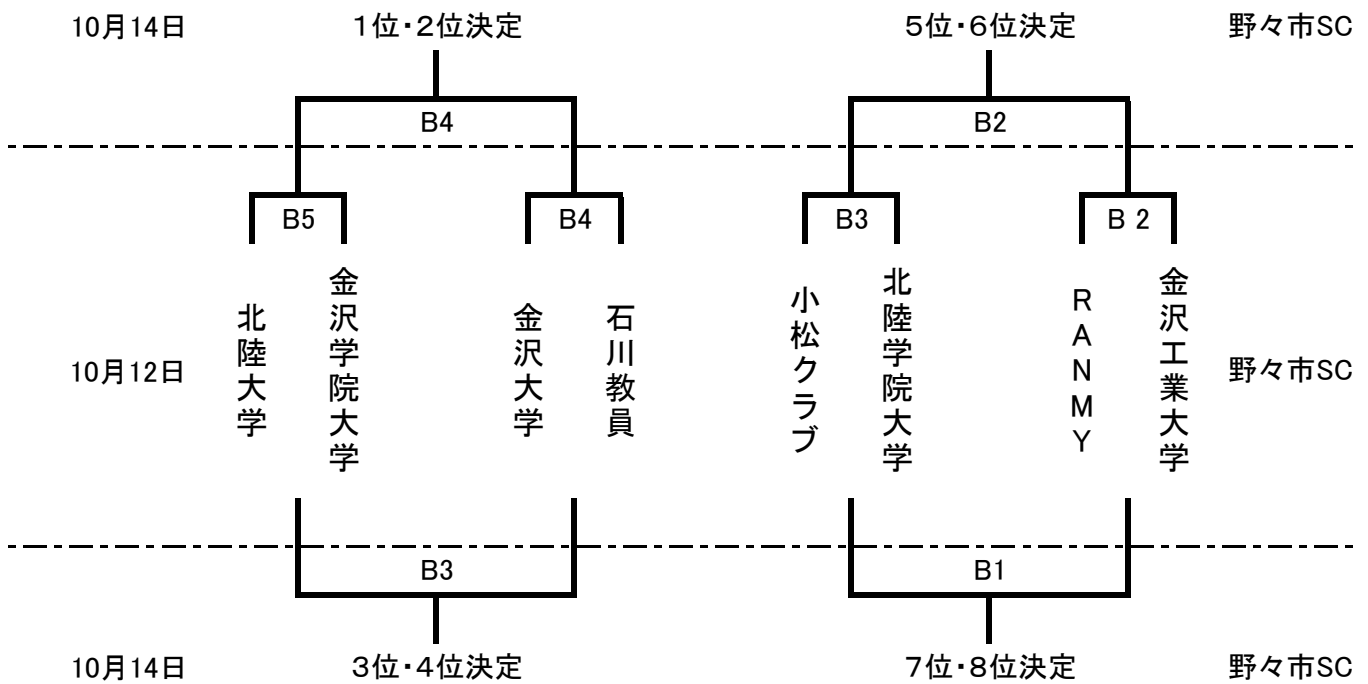 10月14日 1位・2位決定 5位・6位決定 野々市SC
B4 B2
B5 B4 B3 B 2
北陸大学
金沢学院大学
金沢大学
石川教員
小松クラブ
北陸学院大学
RANMY
金沢工業大学
10月12日 野々市SC
B3 B1
10月14日 3位・4位決定 7位・8位決定 野々市SC